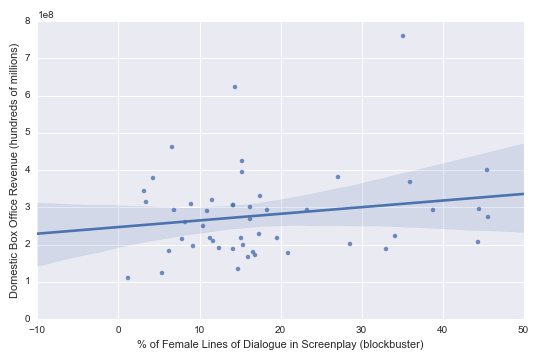 1e8
8
7
6
5
4
3
2
1
0
Domestic Box Office Revenue (hundreds of millions)
−10 0 10 20 30 40 50
% of Female Lines of Dialogue in Screenplay (blockbuster)